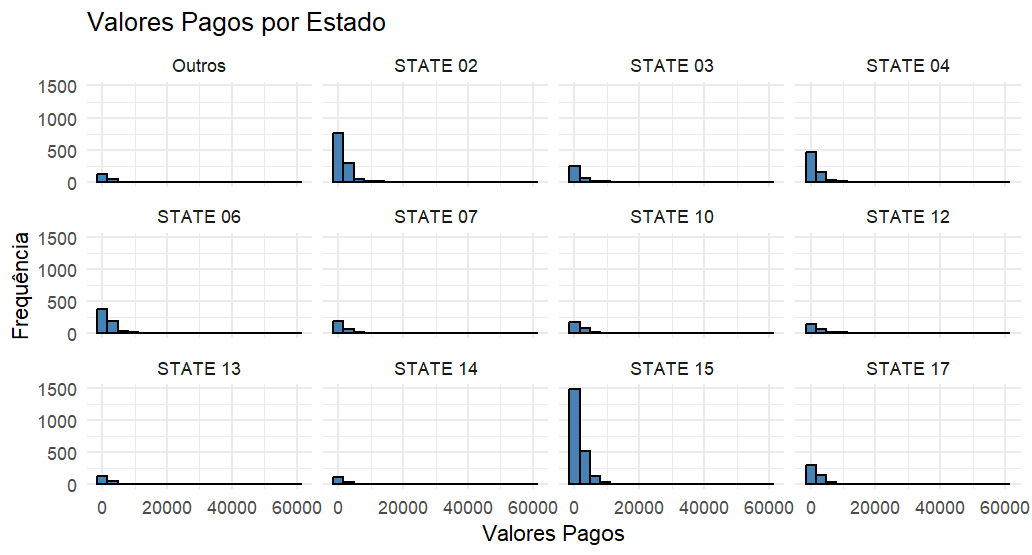 Valores Pagos por Estado
Outros STATE 02 STATE 03 STATE 04
1500
1000
500
0
STATE 06 STATE 07 STATE 10 STATE 12
1500
1000
500
0
STATE 13 STATE 14 STATE 15 STATE 17
1500
1000
500
0
0 20000 40000 60000 0 20000 40000 60000 0 20000 40000 60000 0 20000 40000 60000
Valores Pagos
Frequência